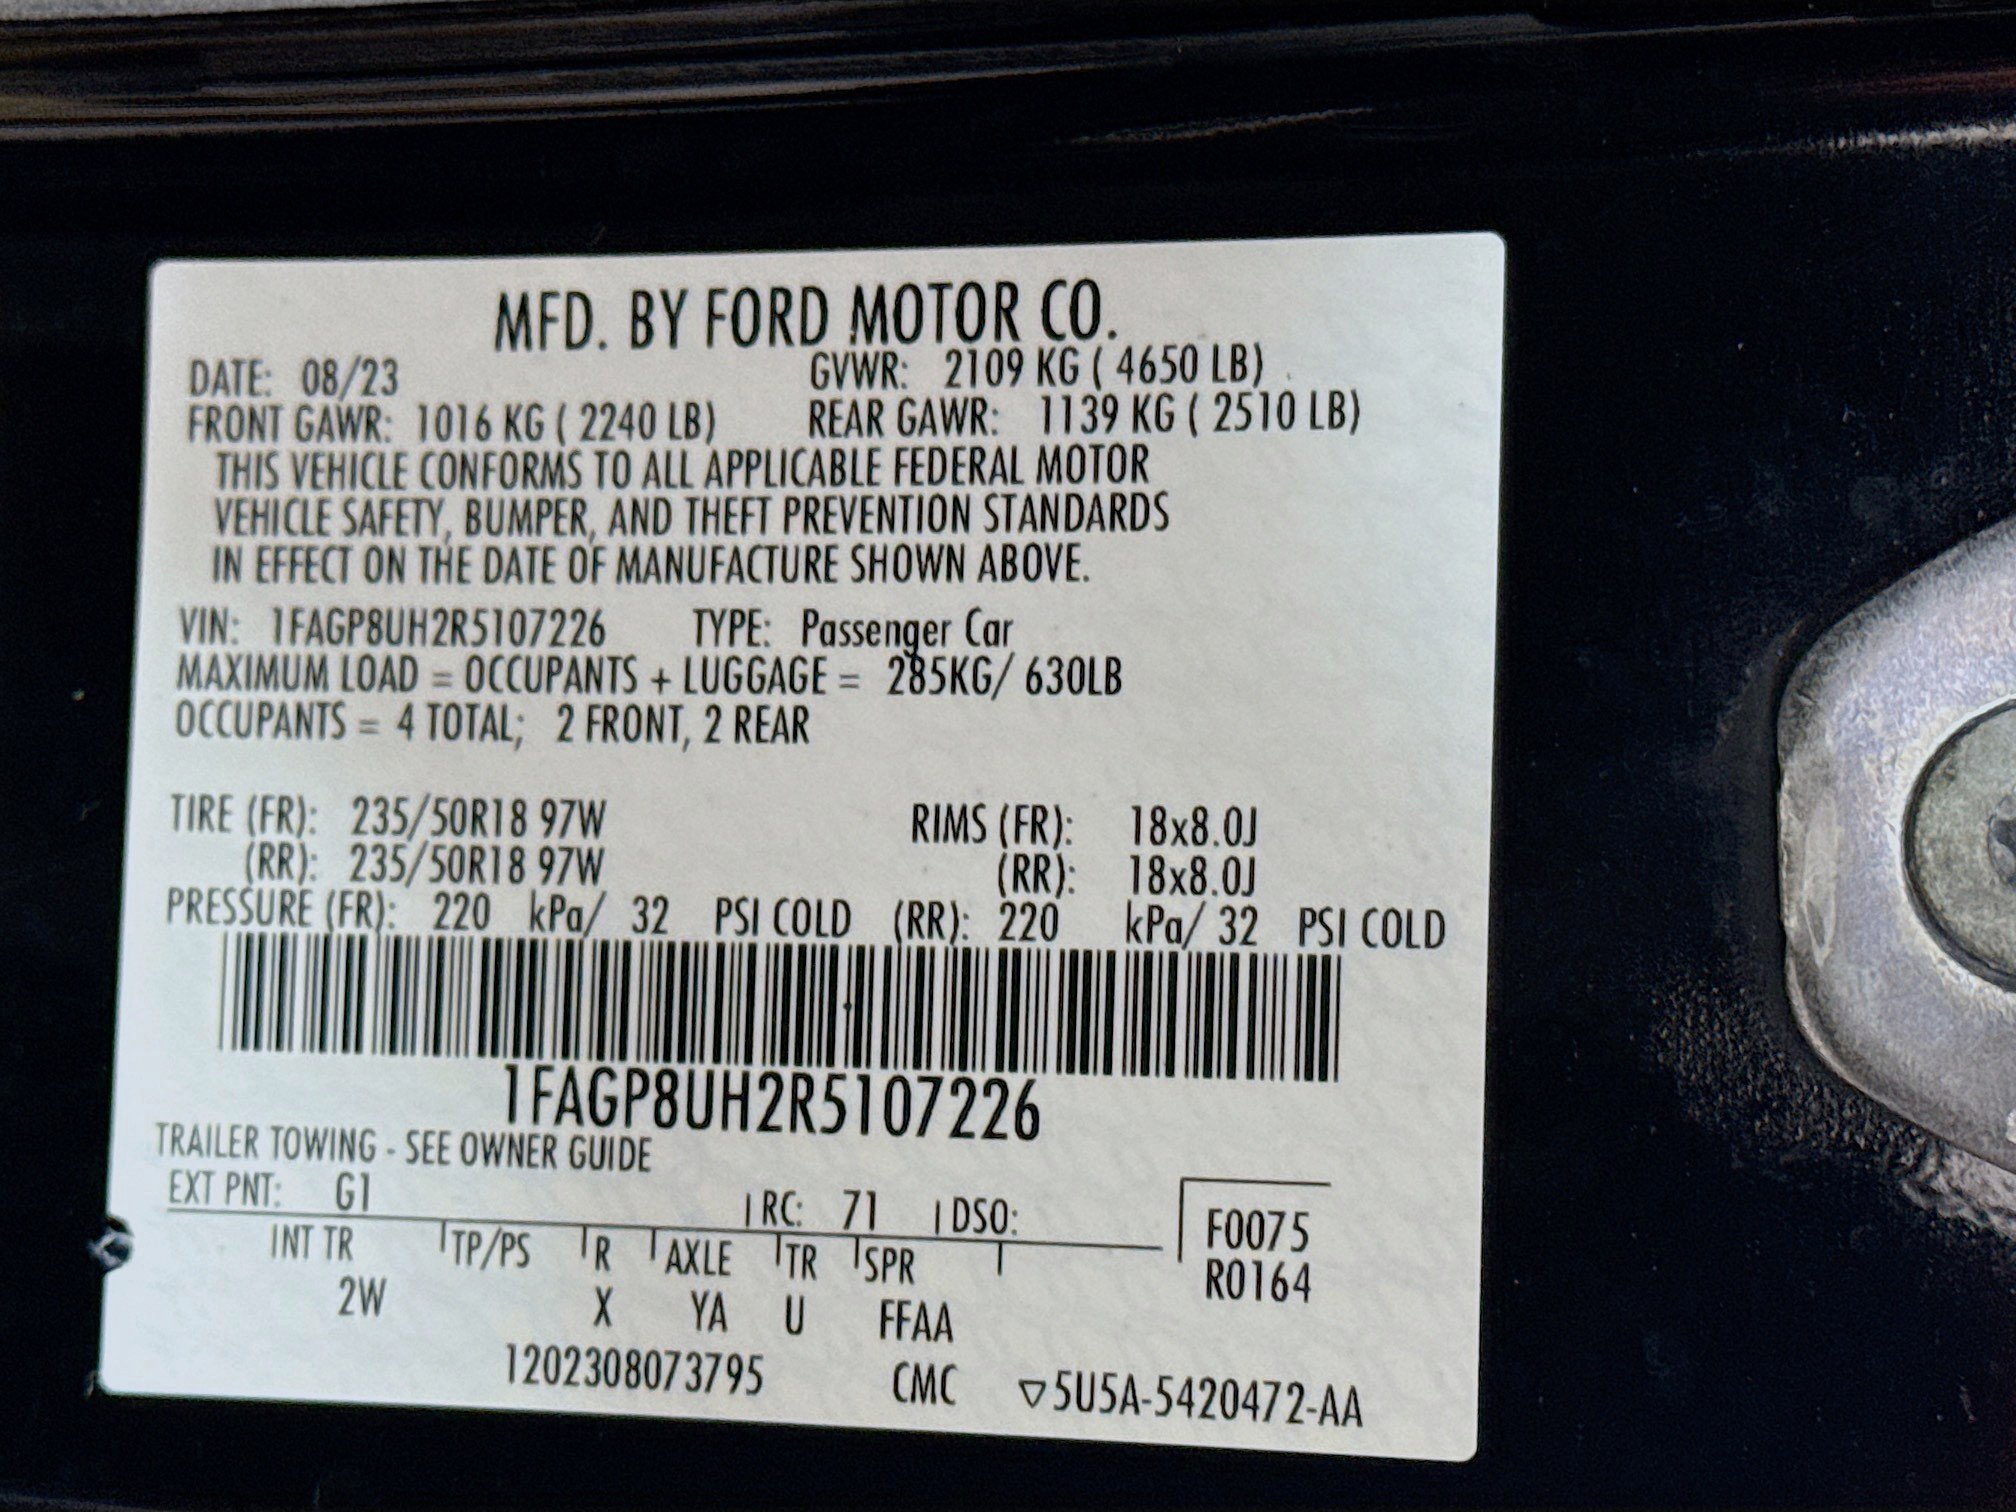 MFD. BY FORD MOTOR CO.
DATE: 08/23 GVWR: 2109 KG ( 4650 LB)
FRONT GAWR: 1016 KG ( 2240 LB) REAR GAWR: 1139 KG ( 2510 LB)
THIS VEHICLE CONFORMS TO ALL APPLICABLE FEDERAL MOTOR
VEHICLE SAFETY, BUMPER, AND THEFT PREVENTION STANDARDS
IN EFFECT ON THE DATE OF MANUFACTURE SHOWN ABOVE.
VIN: 1FAGP8UH2R5107226 TYPE: Passenger Car
MAXIMUM LOAD = OCCUPANTS + LUGGAGE = 285KG/ 630LB
OCCUPANTS = 4 TOTAL; 2 FRONT, 2 REAR
TIRE (FR): 235/50R18 97W RIMS (FR): 18x8.0J
(RR): 235/50R18 97W (RR): 18x8.0J
PRESSURE (FR): 220 kPa/ 32 PSI COLD (RR): 220 kPa/ 32 PSI COLD
1FAGP8UH2R5107226
TRAILER TOWING - SEE OWNER GUIDE
EXT PNT: G1 RC: 71 DSO:
INT TR TP/PS R AXLE TR SPR
2W X YA U FFAA
F0075
R0164
1202308073795 CMC ▽5U5A-5420472-AA